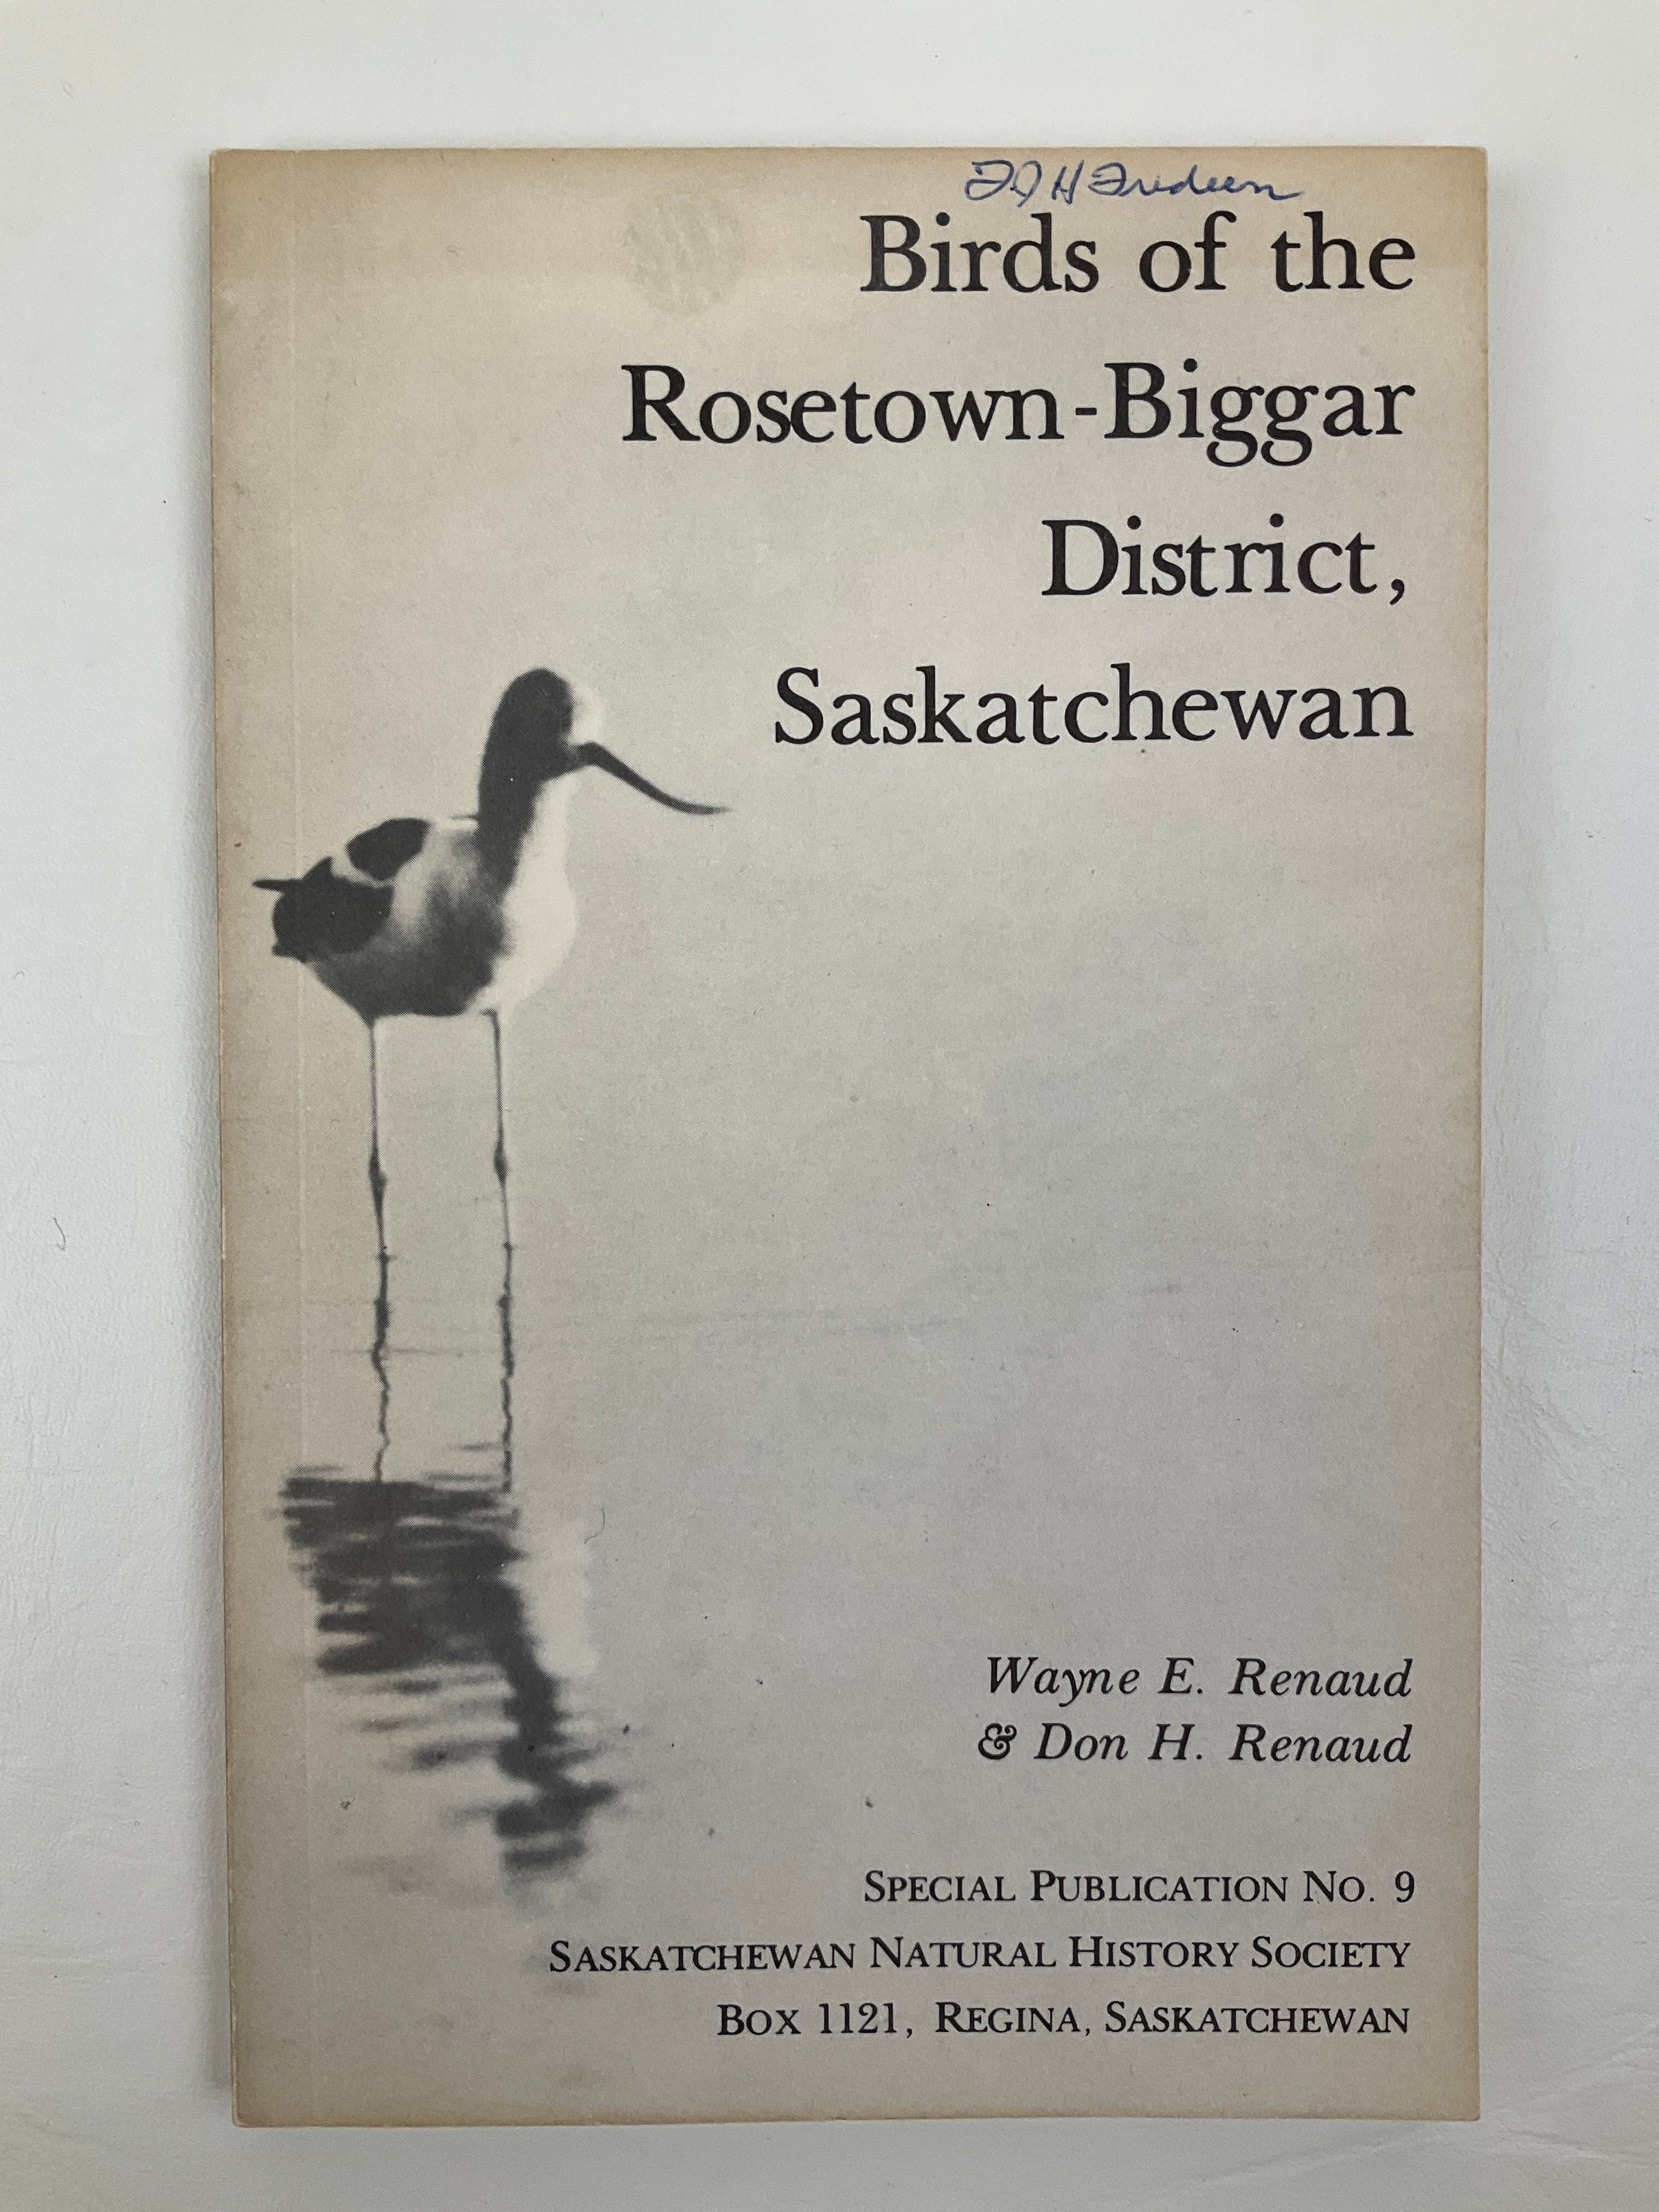 F J H Fredeen
Birds of the
Rosetown-Biggar
District,
Saskatchewan
Wayne E. Renaud
& Don H. Renaud
SPECIAL PUBLICATION NO. 9
SASKATCHEWAN NATURAL HISTORY SOCIETY
BOX 1121, REGINA, SASKATCHEWAN